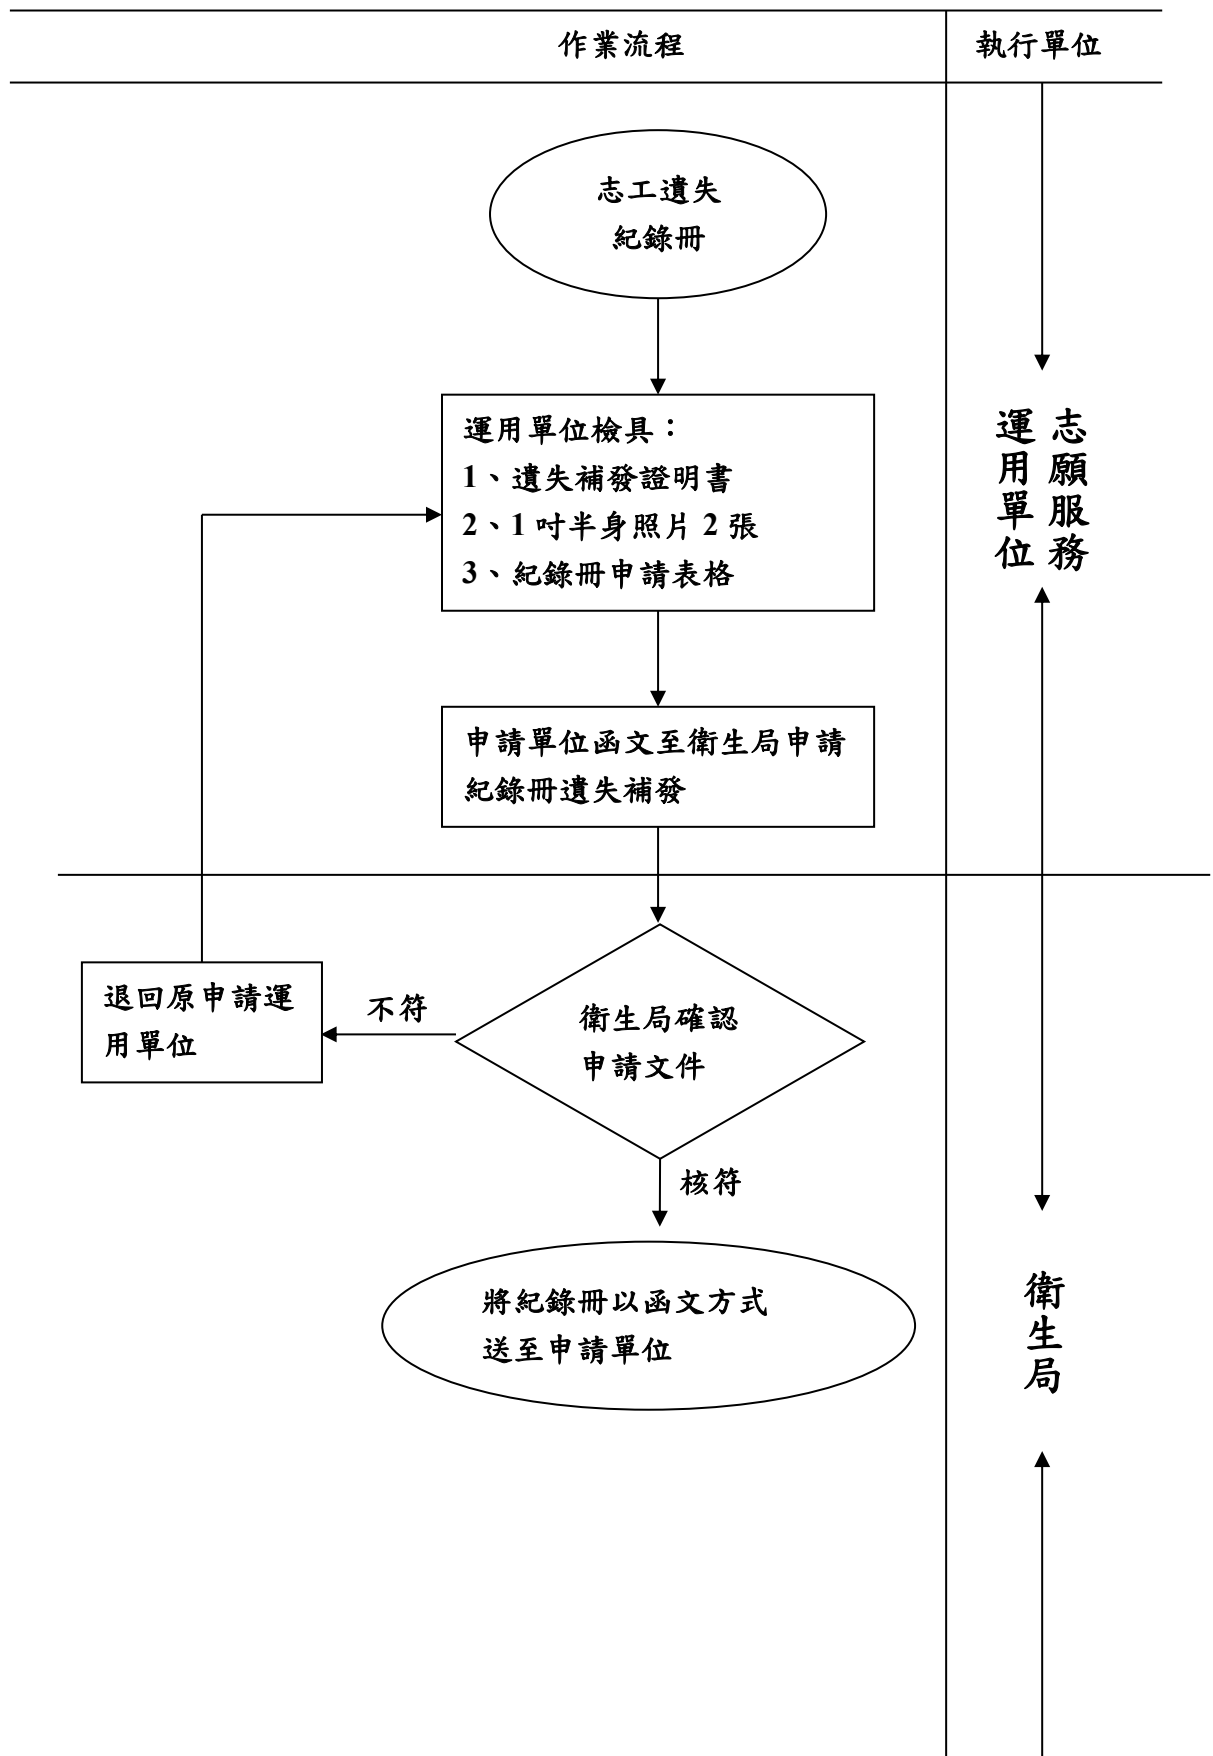 作業流程
執行單位
志工遺失
紀錄冊
運用單位檢具：
1、遺失補發證明書
2、1 吋半身照片 2 張
3、紀錄冊申請表格
志願服務
運用單位
申請單位函文至衛生局申請
紀錄冊遺失補發
退回原申請運
用單位
不符
衛生局確認
申請文件
核符
將紀錄冊以函文方式
送至申請單位
衛生局